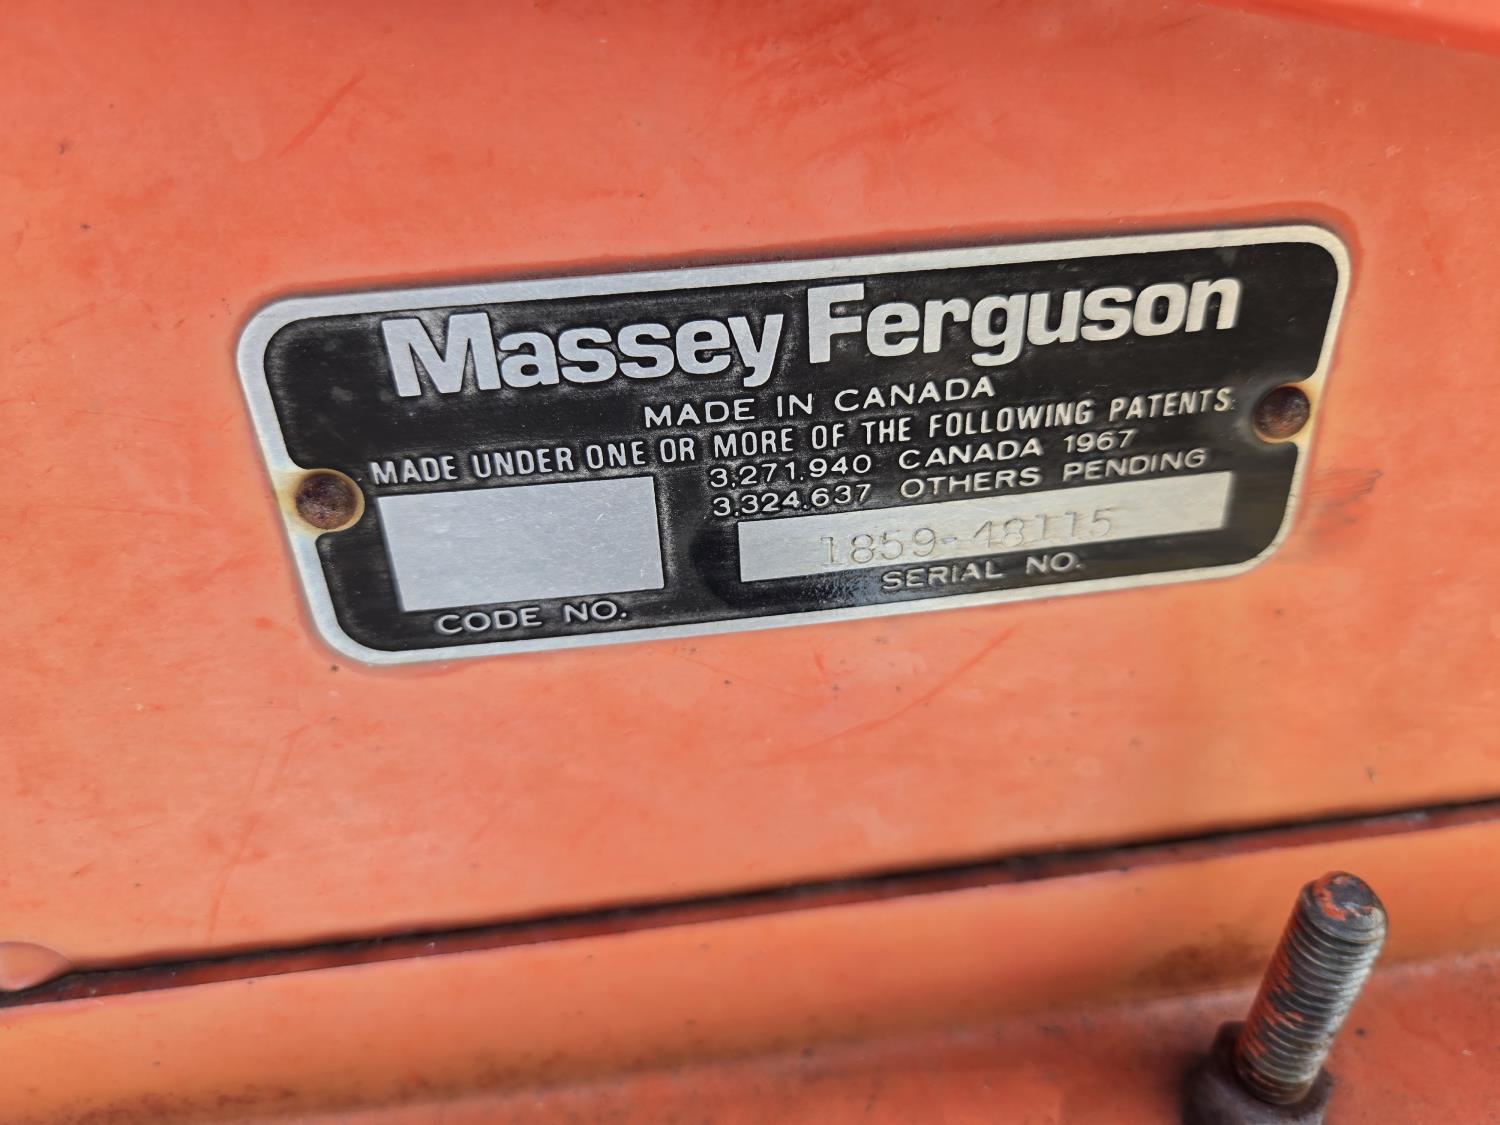 Massey Ferguson
MADE IN CANADA
MADE UNDER ONE OR MORE OF THE FOLLOWING PATENTS:
3,271,940 CANADA 1967
3,324,637 OTHERS PENDING
1859-48115
CODE NO.
SERIAL NO.